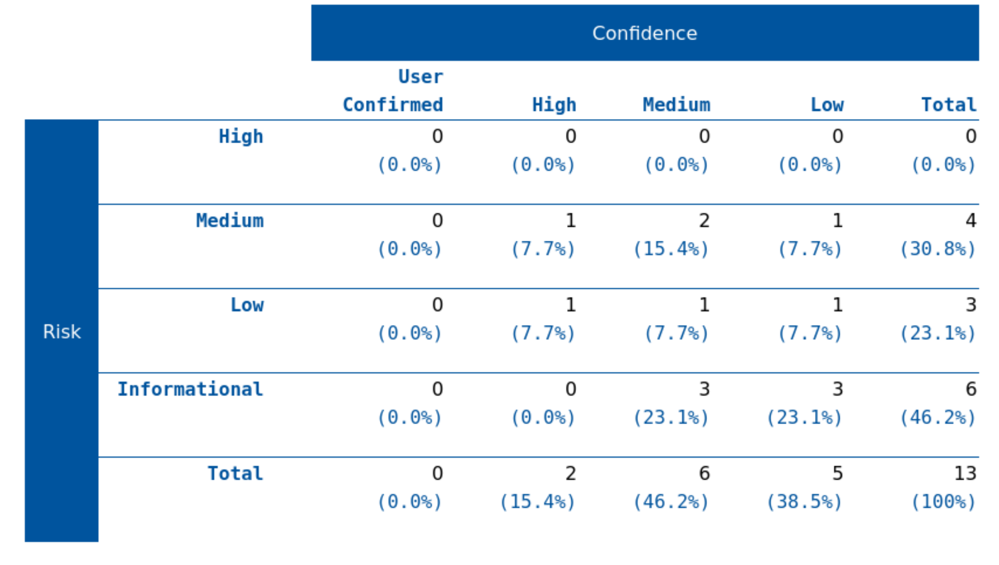 Confidence
User
Confirmed High Medium Low Total
High 0 0 0 0 0
(0.0%) (0.0%) (0.0%) (0.0%) (0.0%)
Medium 0 1 2 1 4
(0.0%) (7.7%) (15.4%) (7.7%) (30.8%)
Low 0 1 1 1 3
Risk (0.0%) (7.7%) (7.7%) (7.7%) (23.1%)
Informational 0 0 3 3 6
(0.0%) (0.0%) (23.1%) (23.1%) (46.2%)
Total 0 2 6 5 13
(0.0%) (15.4%) (46.2%) (38.5%) (100%)